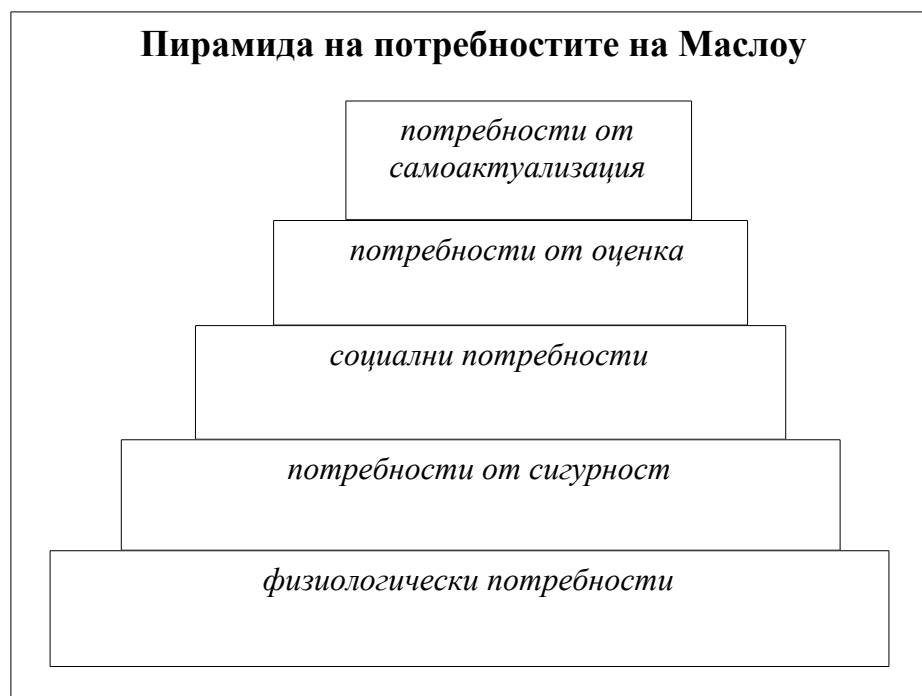 Пирамида на потребностите на Маслоу
потребности от
самоактуализация
потребности от оценка
социални потребности
потребности от сигурност
физиологически потребности